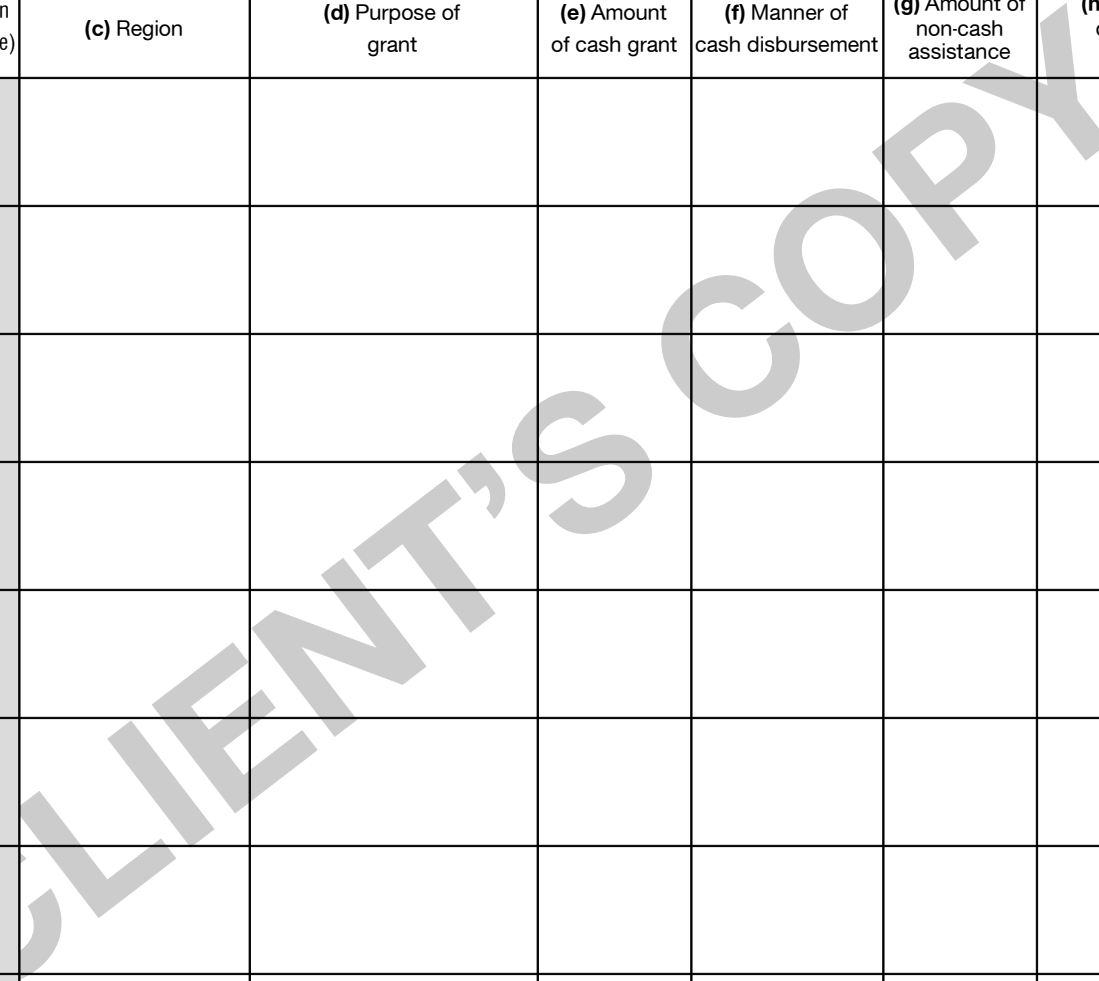 n
e)
(c) Region
(d) Purpose of
grant
(e) Amount
of cash grant
(f) Manner of
cash disbursement
(g) Amount of
non-cash
assistance
CLIENT’S COPY